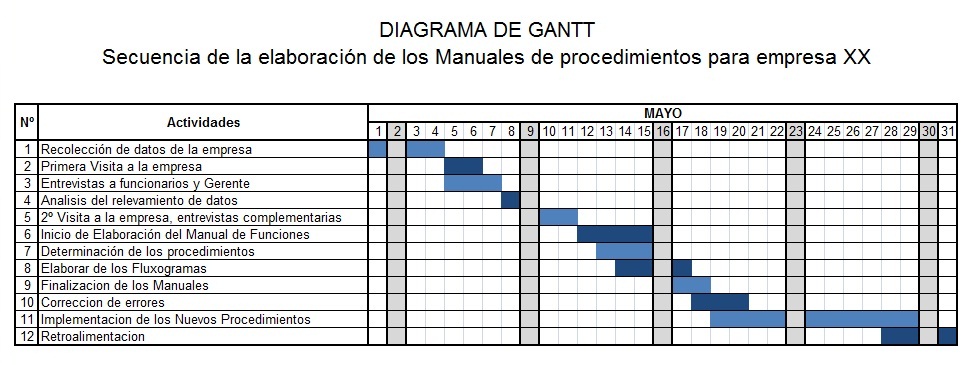 DIAGRAMA DE GANTT
Secuencia de la elaboración de los Manuales de procedimientos para empresa XX
Nº Actividades MAYO
1 2 3 4 5 6 7 8 9 10 11 12 13 14 15 16 17 18 19 20 21 22 23 24 25 26 27 28 29 30 31
1 Recolección de datos de la empresa
2 Primera Visita a la empresa
3 Entrevistas a funcionarios y Gerente
4 Analisis del relevamiento de datos
5 2º Visita a la empresa, entrevistas complementarias
6 Inicio de Elaboración del Manual de Funciones
7 Determinación de los procedimientos
8 Elaborar de los Fluxogramas
9 Finalizacion de los Manuales
10 Correccion de errores
11 Implementacion de los Nuevos Procedimientos
12 Retroalimentacion